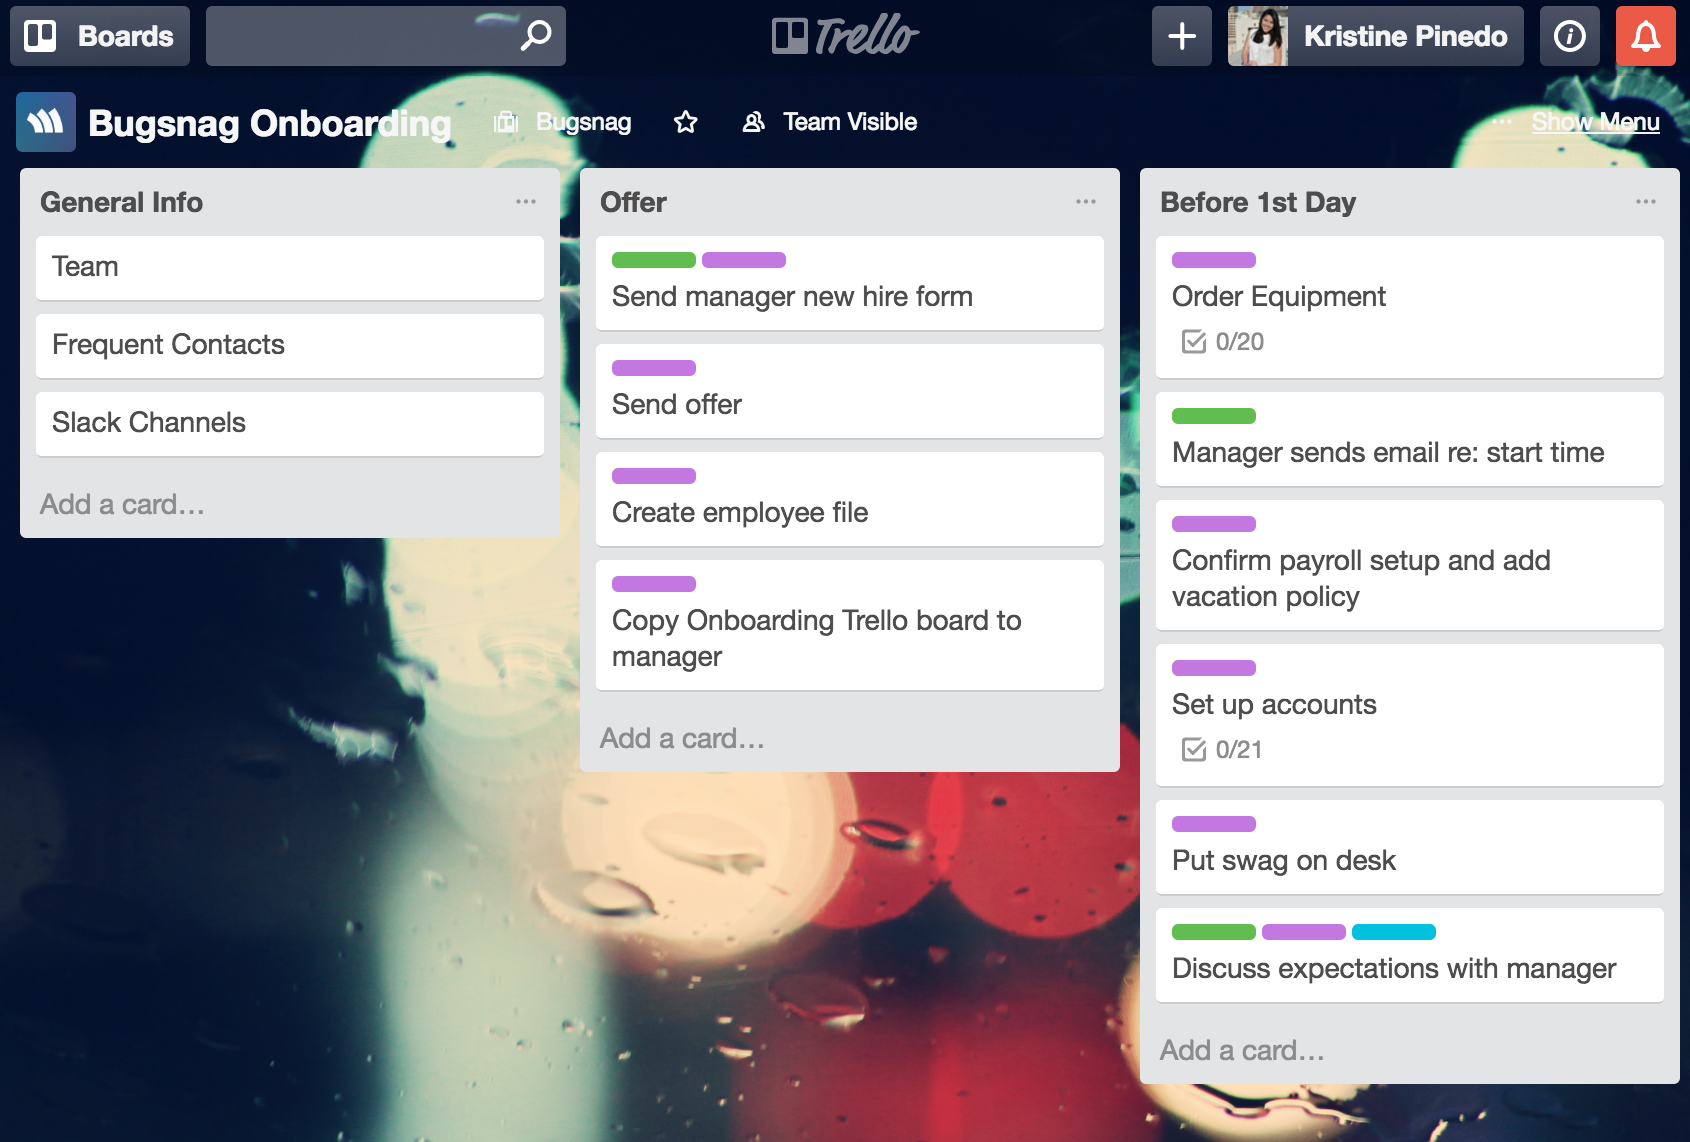 Boards
Trello
Kristine Pinedo
Bugsnag Onboarding
Bugsnag
Team Visible
... Show Menu
General Info
Team
Frequent Contacts
Slack Channels
Add a card…
Offer
Send manager new hire form
Send offer
Create employee file
Copy Onboarding Trello board to
manager
Add a card…
Before 1st Day
Order Equipment
0/20
Manager sends email re: start time
Confirm payroll setup and add
vacation policy
Set up accounts
0/21
Put swag on desk
Discuss expectations with manager
Add a card…